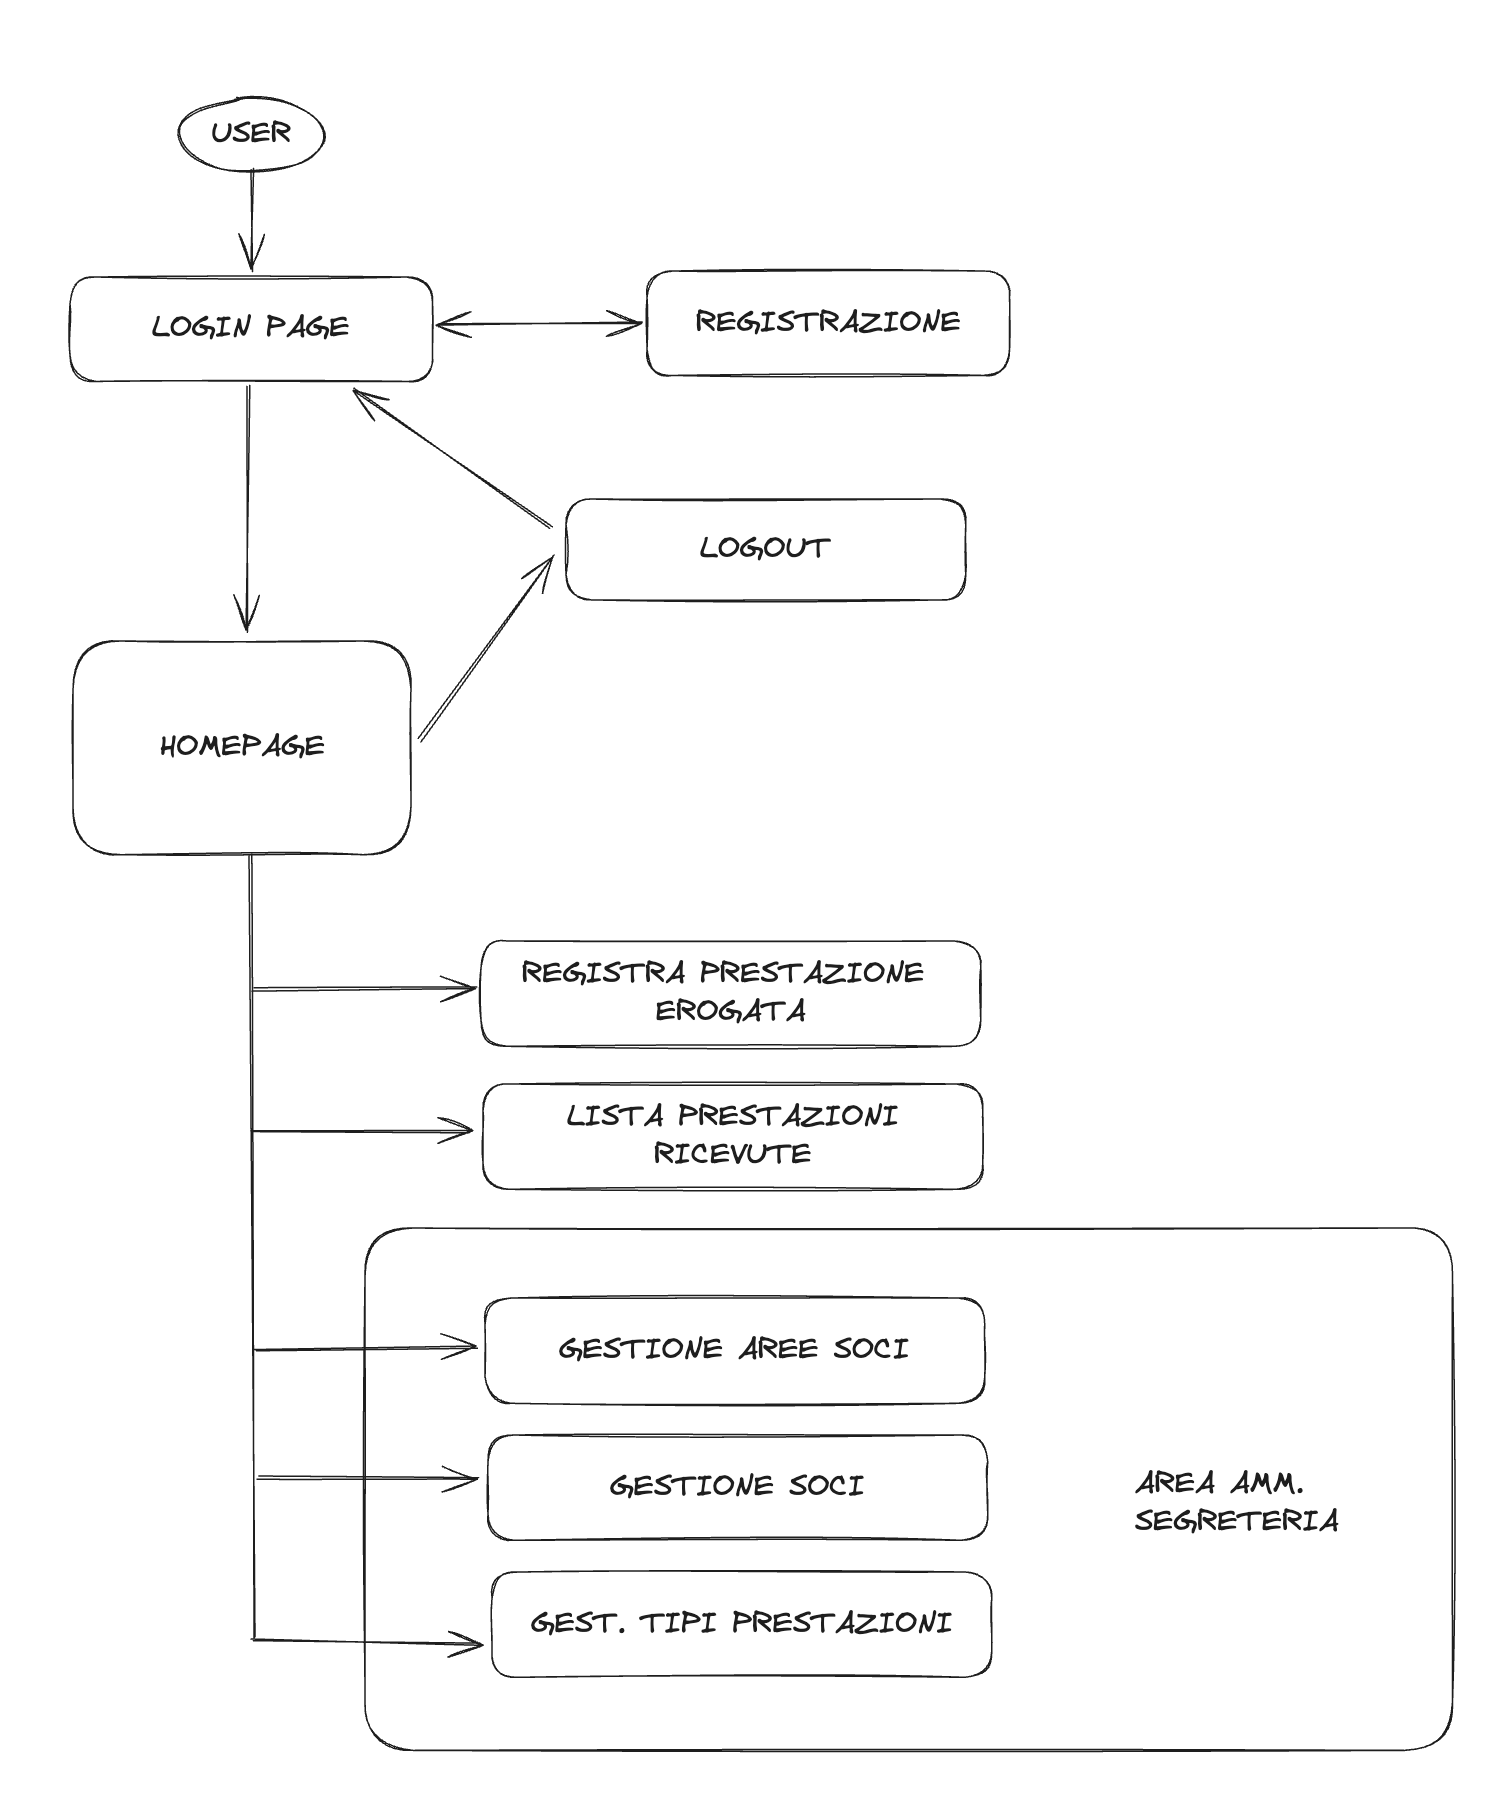 USER
LOGIN PAGE
REGISTRAZIONE
LOGOUT
HOMEPAGE
REGISTRA PRESTAZIONE
EROGATA
LISTA PRESTAZIONI
RICEVUTE
GESTIONE AREE SOCI
GESTIONE SOCI
AREA AMM.
SEGRETERIA
GEST. TIPI PRESTAZIONI